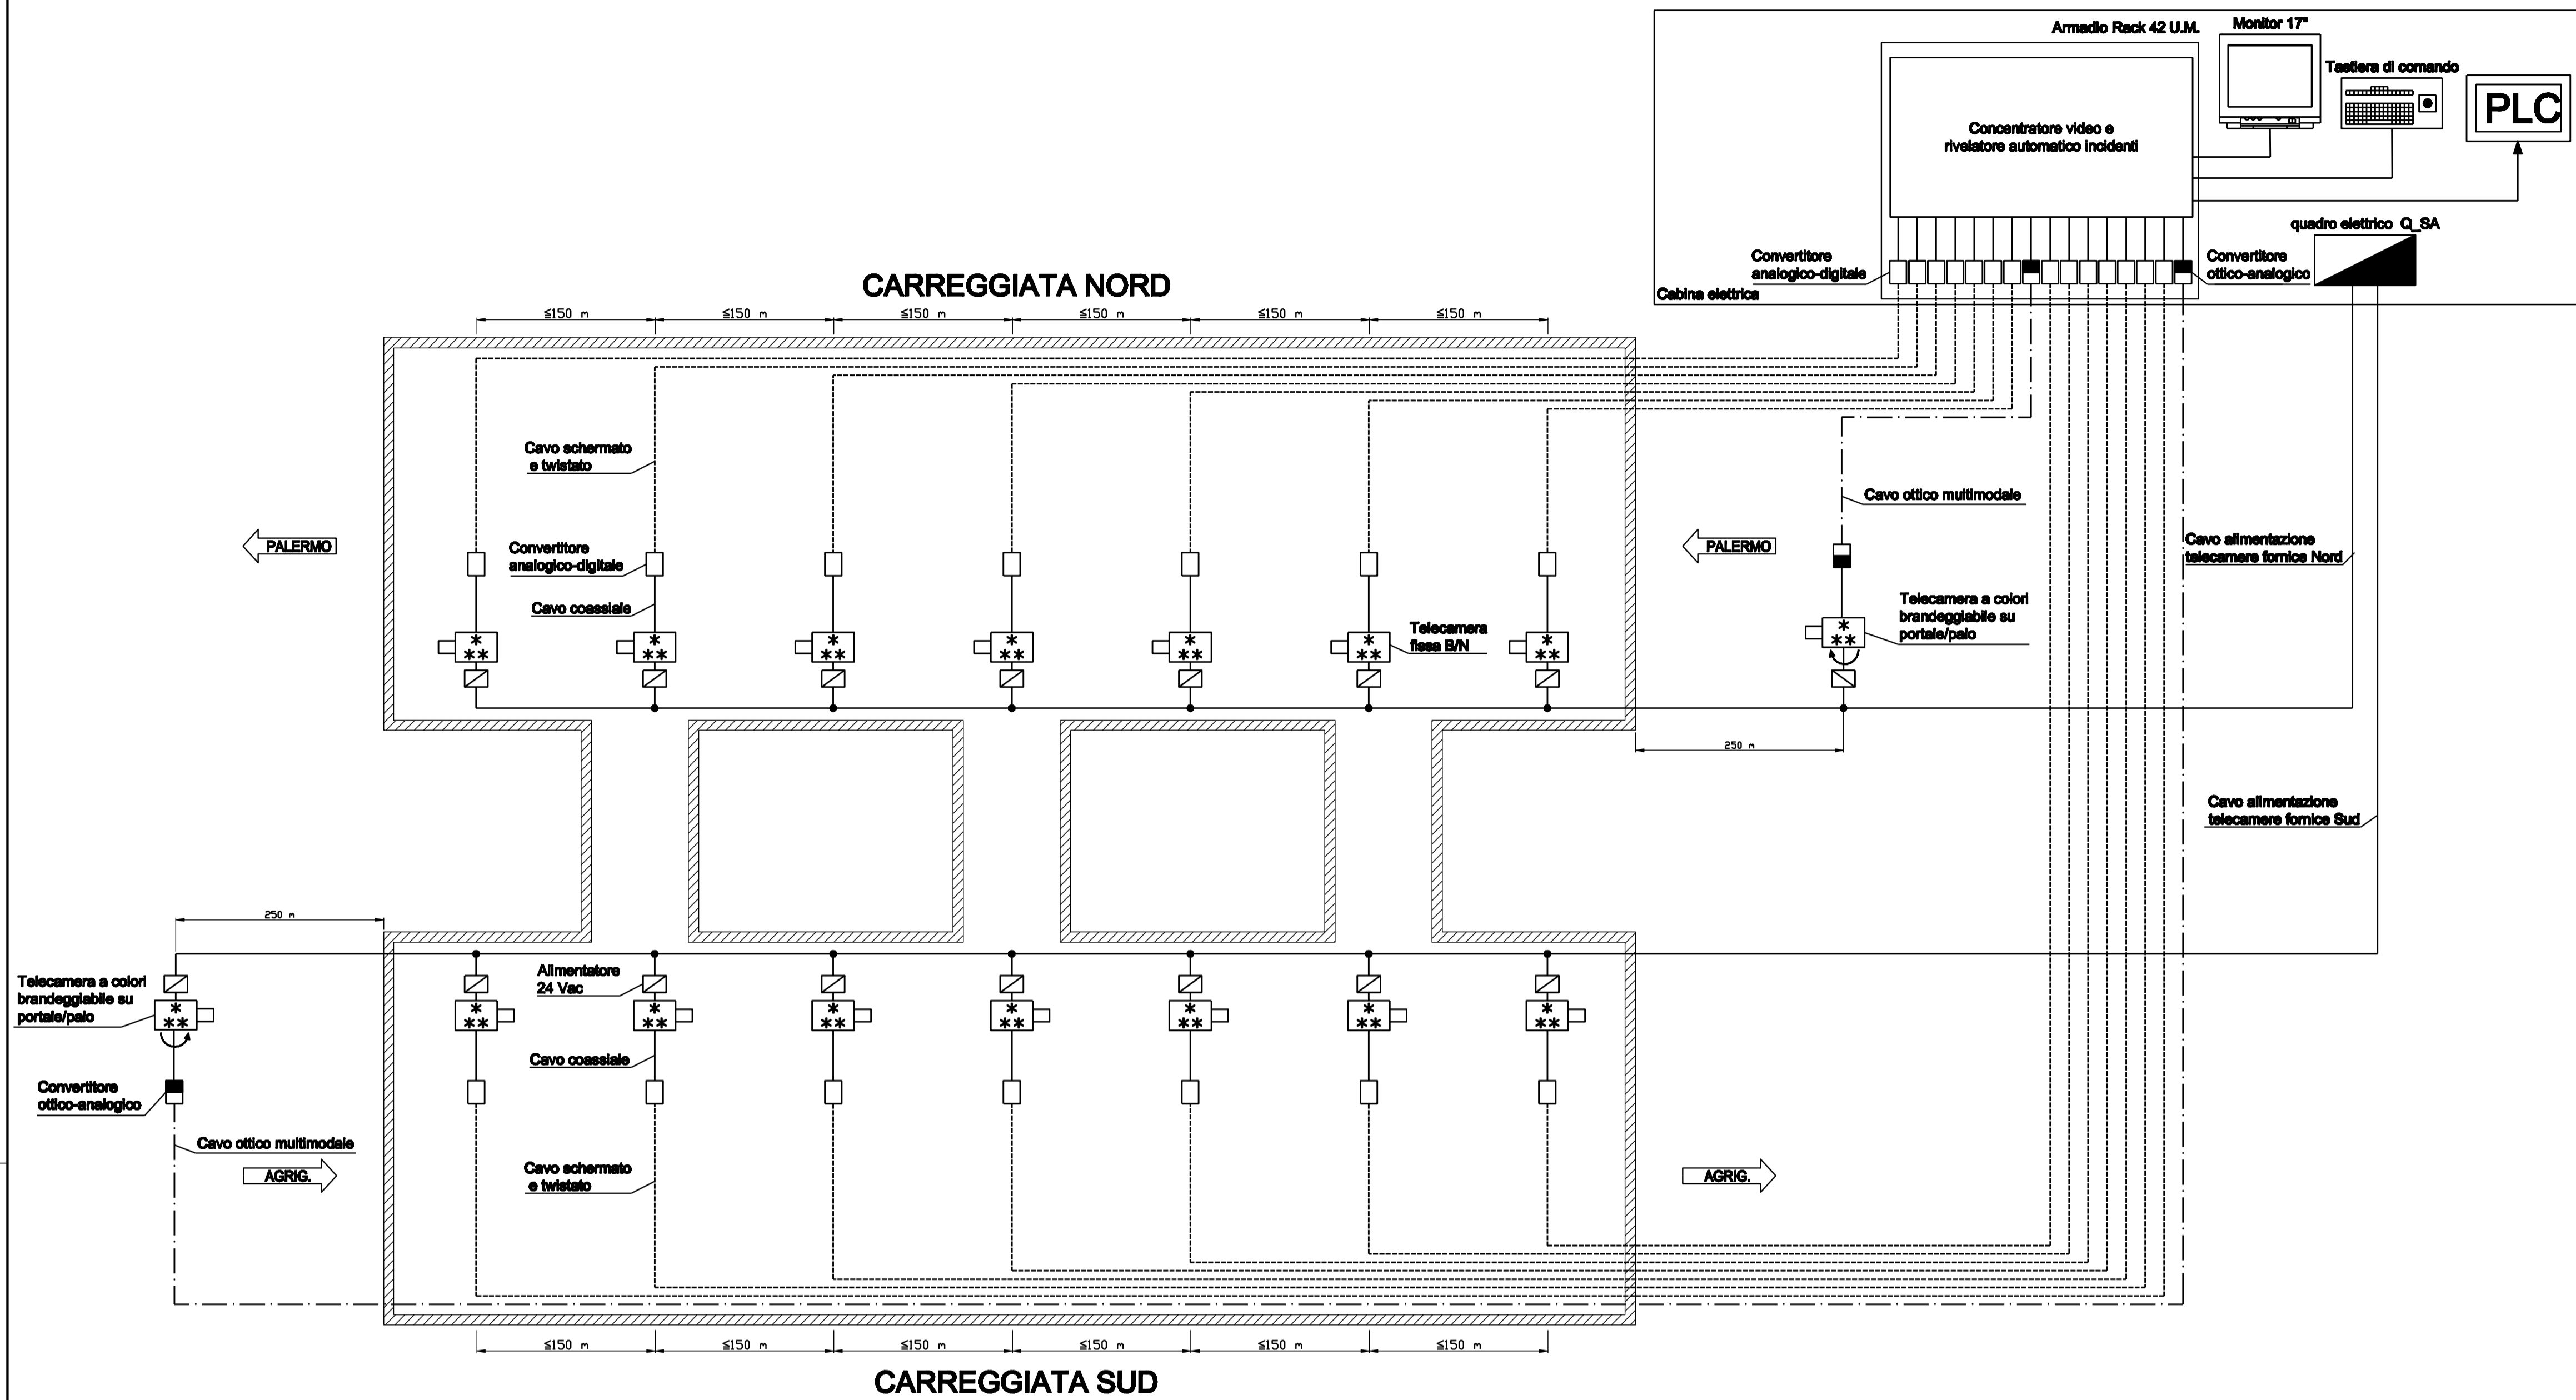 Armadio Rack 42 U.M.
Monitor 17"
Tastiera di comando
PLC
Concentratore video e
rivelatore automatico incidenti
quadro elettrico Q_SA
Convertitore
analogico-digitale
Convertitore
ottico-analogico
Cabina elettrica
CARREGGIATA NORD
≤150 m
≤150 m
≤150 m
≤150 m
≤150 m
≤150 m
Cavo schermato
e twistato
Cavo ottico multimodale
PALERMO
Convertitore
analogico-digitale
PALERMO
Cavo alimentazione
telecamere fornice Nord
Cavo coassiale
Telecamera
fissa B/N
Telecamera a colori
brandeggiabile su
portale/palo
* ** * ** * ** * ** * ** * ** * ** * **
250 m
Cavo alimentazione
telecamere fornice Sud
250 m
Telecamera a colori
brandeggiabile su
portale/palo
Alimentatore
24 Vac
* ** * ** * ** * ** * ** * ** * ** * **
Cavo coassiale
Convertitore
ottico-analogico
Cavo ottico multimodale
AGRIG.
Cavo schermato
e twistato
AGRIG.
≤150 m
≤150 m
≤150 m
≤150 m
≤150 m
≤150 m
CARREGGIATA SUD